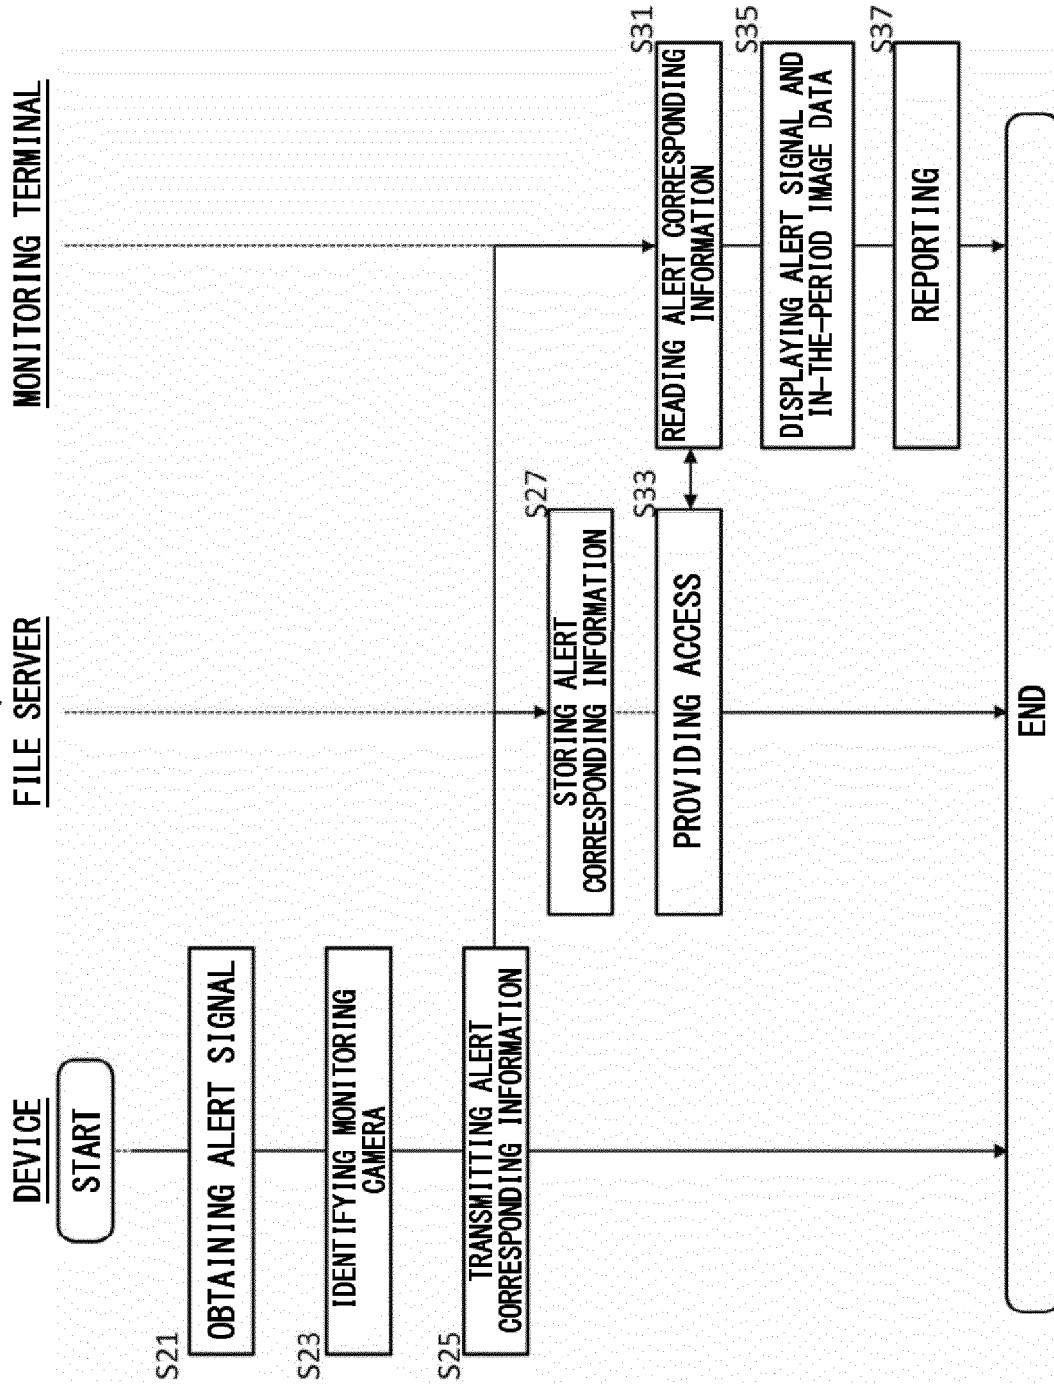 DEVICE
FILE SERVER
MONITORING TERMINAL
START
S21
OBTAINING ALERT SIGNAL
S23
IDENTIFYING MONITORING
CAMERA
S25
TRANSMITTING ALERT
CORRESPONDING INFORMATION
S27
STORING ALERT
CORRESPONDING INFORMATION
S33
PROVIDING ACCESS
S31
READING ALERT CORRESPONDING
INFORMATION
S35
DISPLAYING ALERT SIGNAL AND
IN-THE-PERIOD IMAGE DATA
S37
REPORTING
END